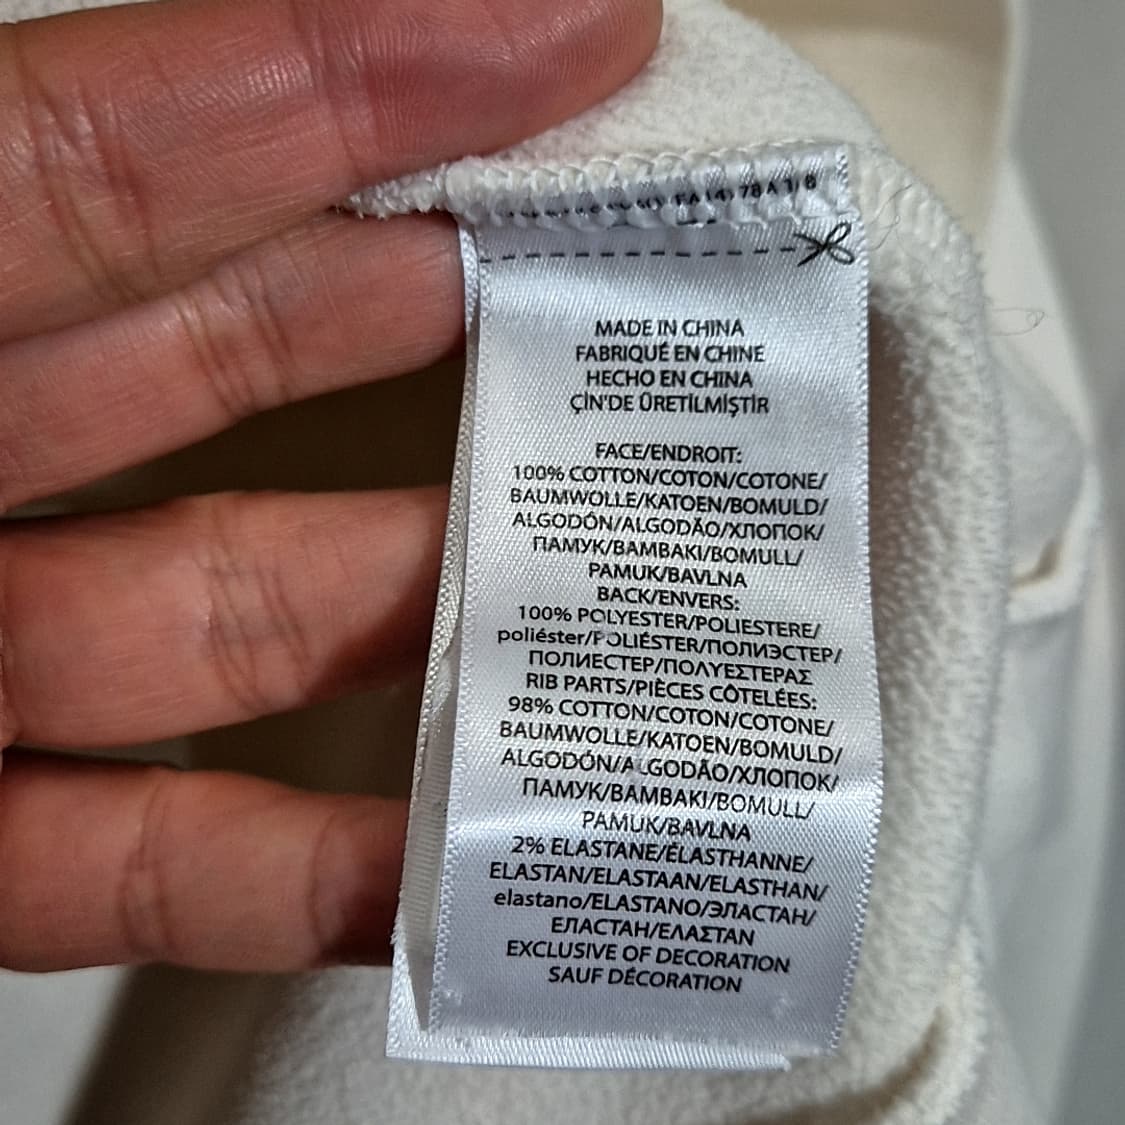 78A 1/8
MADE IN CHINA
FABRIQUÉ EN CHINE
HECHO EN CHINA
ÇİN'DE ÜRETİLMİŞTİR
FACE/ENDROIT:
100% COTTON/COTON/COTONE/
BAUMWOLLE/KATOEN/BOMULD/
ALGODÓN/ALGODÃO/ХЛОПОК/
ПАМУК/BAMBAKI/BOMULL/
PAMUK/BAVLNA
BACK/ENVERS:
100% POLYESTER/POLIESTERE/
poliéster/POLIÉSTER/ПОЛИЭСТЕР/
ПОЛИЕСТЕР/ΠΟΛΥΕΣΤΕΡΑΣ
RIB PARTS/PIÈCES CÔTELÉES:
98% COTTON/COTON/COTONE/
BAUMWOLLE/KATOEN/BOMULD/
ALGODÓN/ALGODÃO/ХЛОПОК/
ПАМУК/BAMBAKI/BOMULL/
PAMUK/BAVLNA
2% ELASTANE/ÉLASTHANNE/
ELASTAN/ELASTAAN/ELASTHAN/
elastano/ELASTANO/ЭЛАСТАН/
ЕЛАСТАН/ΕΛΑΣΤΑΝ
EXCLUSIVE OF DECORATION
SAUF DÉCORATION